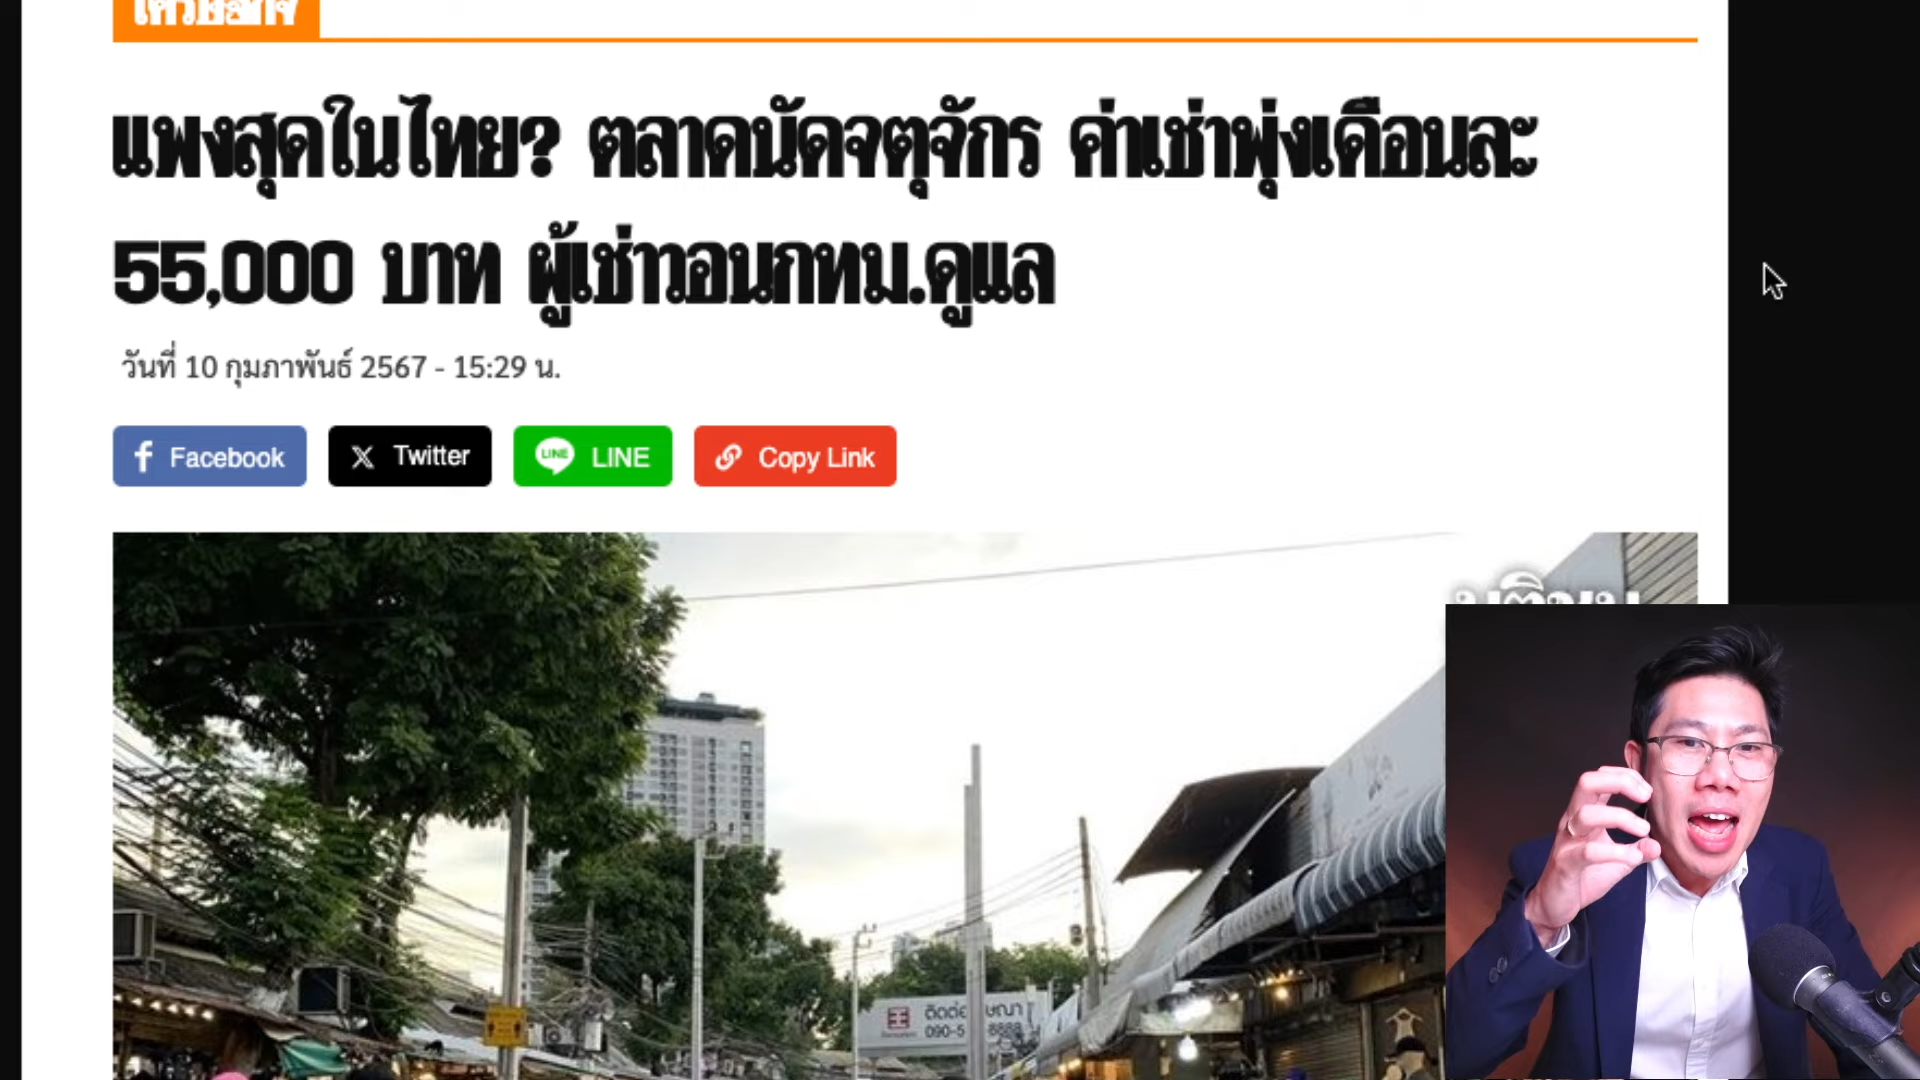 แพงสุดในไทย? ตลาดนัดจตุจักร ค่าเช่าพุ่งเดือนละ
55,000 บาท ผู้เช่าวอนกทม.ดูแล
วันที่ 10 กุมภาพันธ์ 2567 - 15:29 น.
Facebook
Twitter
LINE
LINE
Copy Link